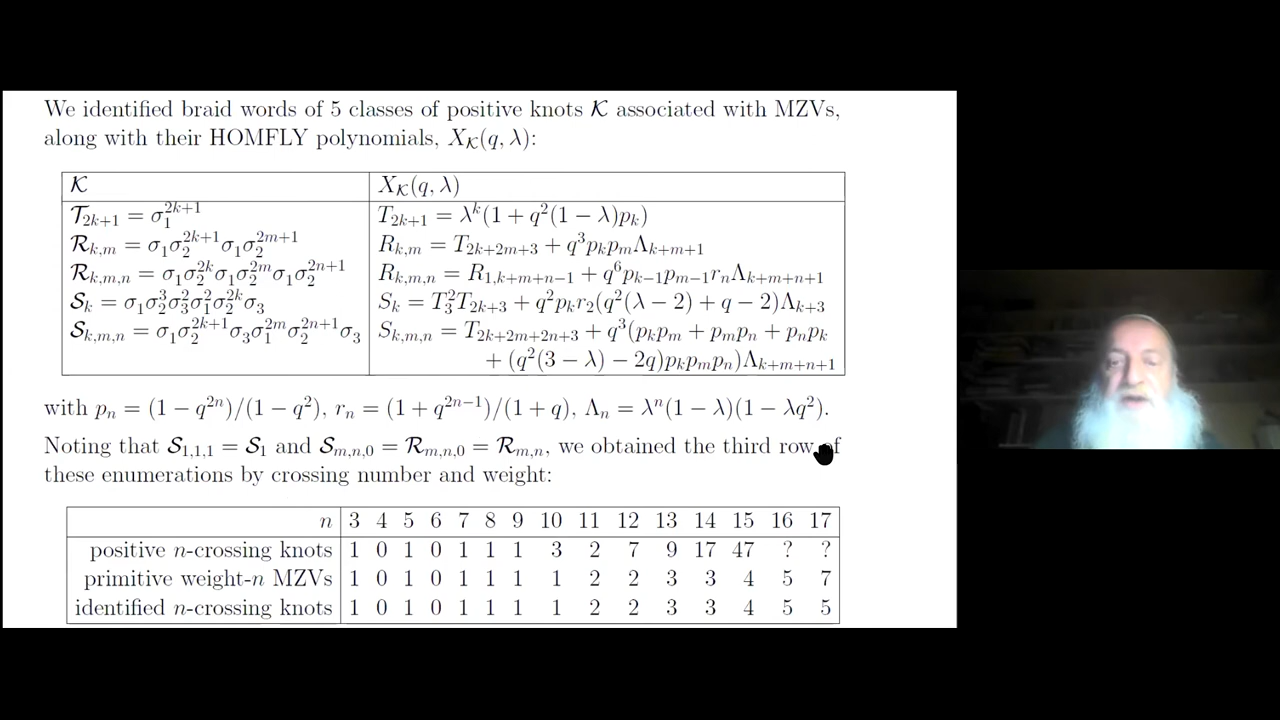 We identified braid words of 5 classes of positive knots 𝒦 associated with MZVs,
along with their HOMFLY polynomials, X_𝒦(q, λ):
𝒦 X_𝒦(q, λ)
𝒯_{2k+1} = σ_1^{2k+1} T_{2k+1} = λ^k(1 + q^2(1 − λ)p_k)
ℛ_{k,m} = σ_1σ_2^{2k+1}σ_1σ_2^{2m+1} R_{k,m} = T_{2k+2m+3} + q^3p_kp_mΛ_{k+m+1}
ℛ_{k,m,n} = σ_1σ_2^{2k}σ_1σ_2^{2m}σ_1σ_2^{2n+1} R_{k,m,n} = R_{1,k+m+n−1} + q^6p_{k−1}p_{m−1}r_nΛ_{k+m+n+1}
𝒮_k = σ_1σ_2^3σ_3^2σ_1^2σ_2^{2k}σ_3 S_k = T_3^2T_{2k+3} + q^2p_kr_2(q^2(λ − 2) + q − 2)Λ_{k+3}
𝒮_{k,m,n} = σ_1σ_2^{2k+1}σ_3σ_1^{2m}σ_2^{2n+1}σ_3 S_{k,m,n} = T_{2k+2m+2n+3} + q^3(p_kp_m + p_mp_n + p_np_k
+ (q^2(3 − λ) − 2q)p_kp_mp_n)Λ_{k+m+n+1}
with p_n = (1 − q^{2n})/(1 − q^2), r_n = (1 + q^{2n−1})/(1 + q), Λ_n = λ^n(1 − λ)(1 − λq^2).
Noting that 𝒮_{1,1,1} = 𝒮_1 and 𝒮_{m,n,0} = ℛ_{m,n,0} = ℛ_{m,n}, we obtained the third row of
these enumerations by crossing number and weight:
n 3 4 5 6 7 8 9 10 11 12 13 14 15 16 17
positive n-crossing knots 1 0 1 0 1 1 1 3 2 7 9 17 47 ? ?
primitive weight-n MZVs 1 0 1 0 1 1 1 1 2 2 3 3 4 5 7
identified n-crossing knots 1 0 1 0 1 1 1 1 2 2 3 3 4 5 5